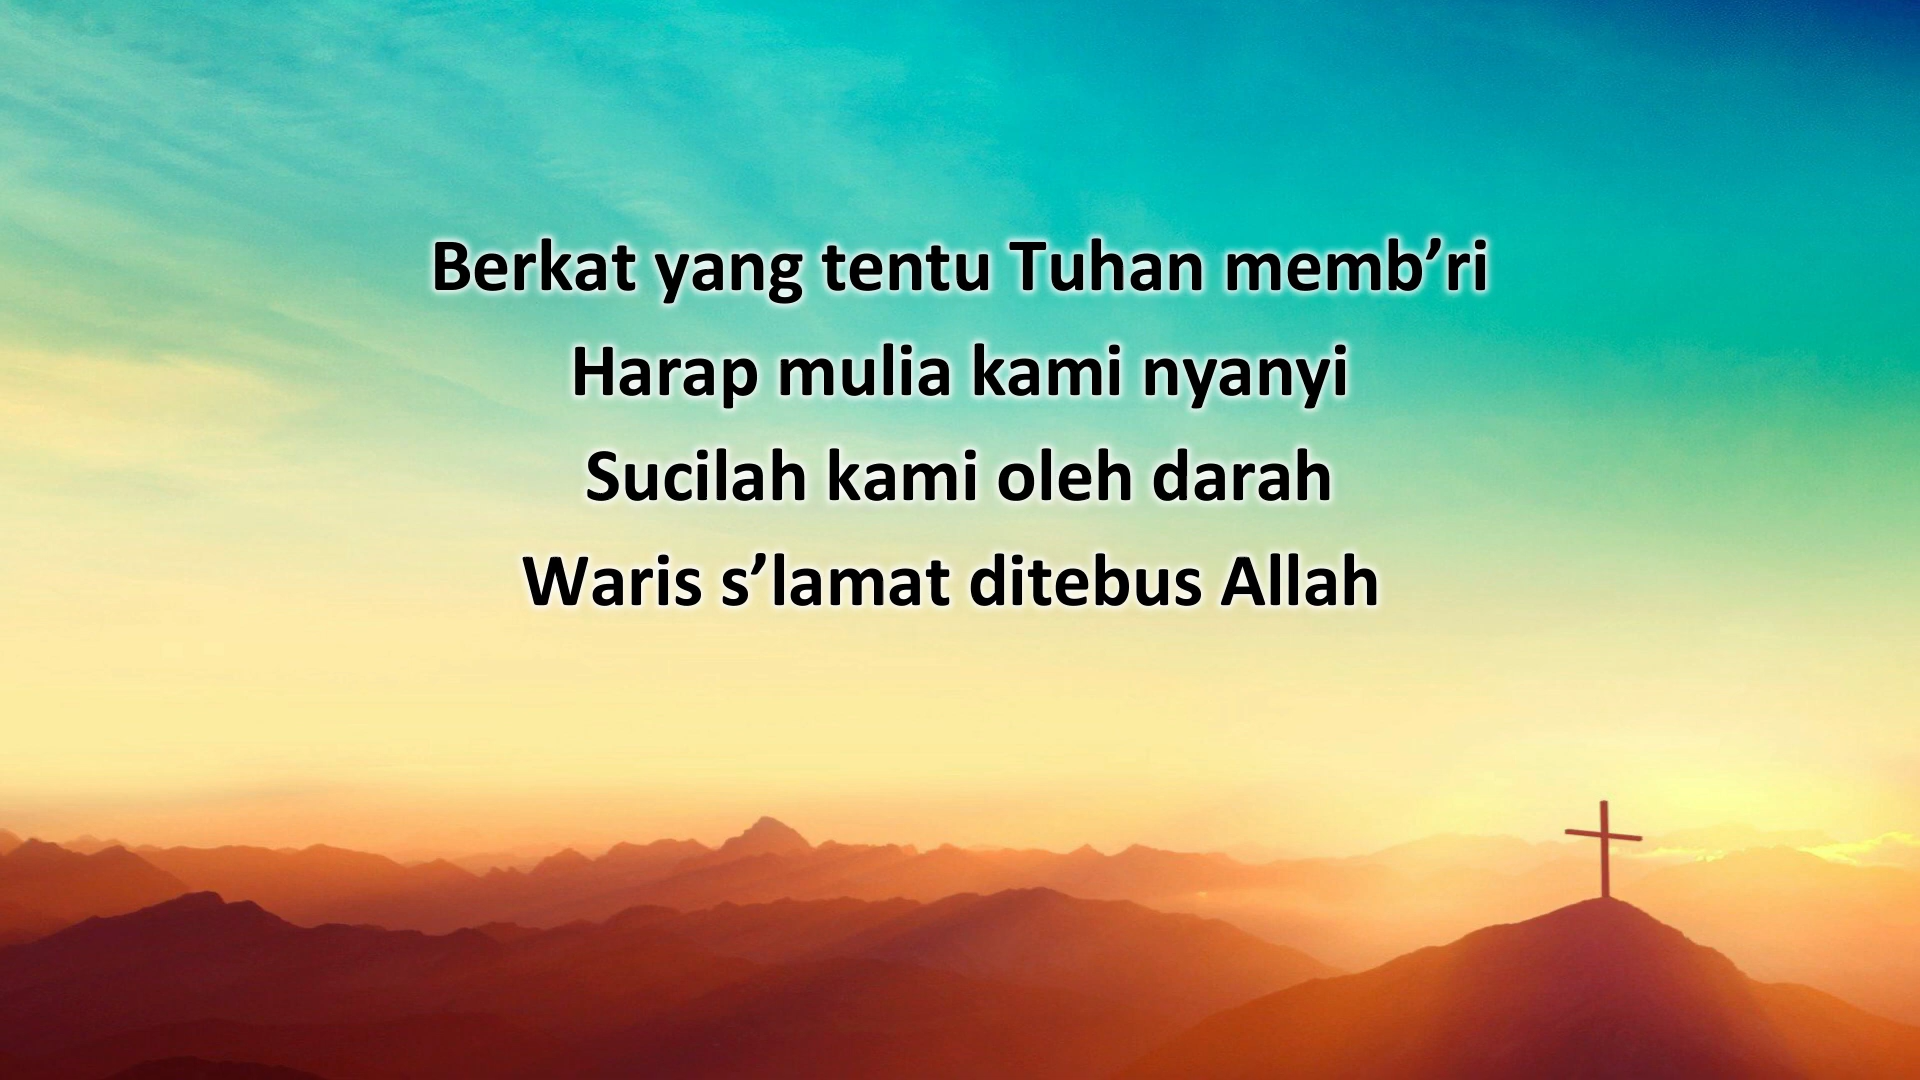 Berkat yang tentu Tuhan memb’ri
Harap mulia kami nyanyi
Sucilah kami oleh darah
Waris s’lamat ditebus Allah